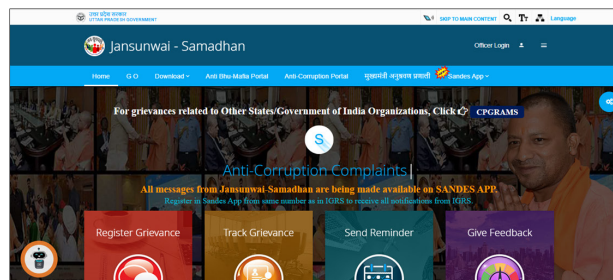 उत्तर प्रदेश सरकार
UTTAR PRADESH GOVERNMENT
SKIP TO MAIN CONTENT
Language
Jansunwai - Samadhan
Officer Login
Home G O Download Anti Bhu-Mafia Portal Anti-Corruption Portal मुख्यमंत्री अनुश्रवण प्रणाली Sandes App
For grievances related to Other States/Government of India Organizations, Click CPGRAMS
S
Anti-Corruption Complaints|
All messages from Jansunwai-Samadhan are being made available on SANDES APP.
Register in Sandes App from same number as in IGRS to receive all notifications from IGRS.
Register Grievance
Track Grievance
Send Reminder
Give Feedback